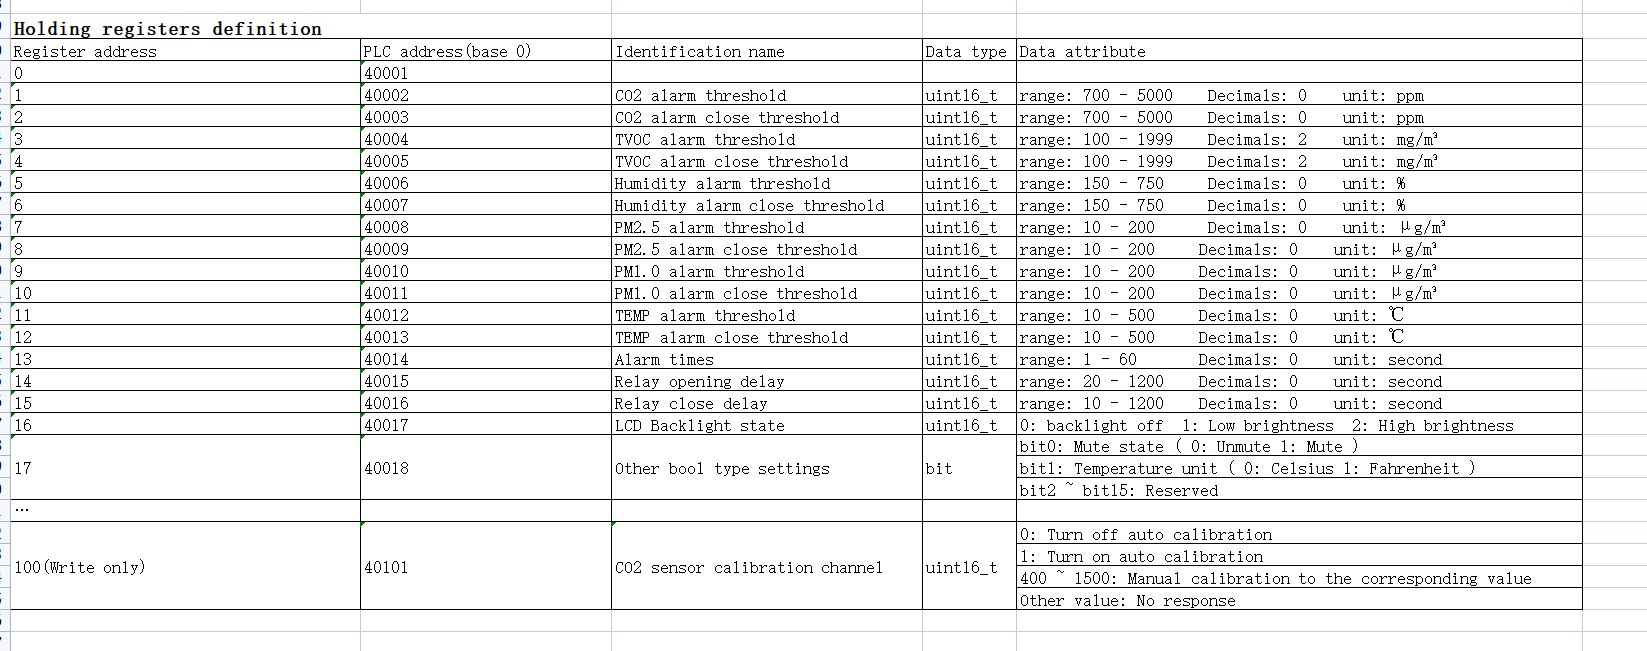 Holding registers definition
Register address PLC address(base 0) Identification name Data type Data attribute
0 40001
1 40002 CO2 alarm threshold uint16_t range: 700 - 5000 Decimals: 0 unit: ppm
2 40003 CO2 alarm close threshold uint16_t range: 700 - 5000 Decimals: 0 unit: ppm
3 40004 TVOC alarm threshold uint16_t range: 100 - 1999 Decimals: 2 unit: mg/m³
4 40005 TVOC alarm close threshold uint16_t range: 100 - 1999 Decimals: 2 unit: mg/m³
5 40006 Humidity alarm threshold uint16_t range: 150 - 750 Decimals: 0 unit: %
6 40007 Humidity alarm close threshold uint16_t range: 150 - 750 Decimals: 0 unit: %
7 40008 PM2.5 alarm threshold uint16_t range: 10 - 200 Decimals: 0 unit: μg/m³
8 40009 PM2.5 alarm close threshold uint16_t range: 10 - 200 Decimals: 0 unit: μg/m³
9 40010 PM1.0 alarm threshold uint16_t range: 10 - 200 Decimals: 0 unit: μg/m³
10 40011 PM1.0 alarm close threshold uint16_t range: 10 - 200 Decimals: 0 unit: μg/m³
11 40012 TEMP alarm threshold uint16_t range: 10 - 500 Decimals: 0 unit: ℃
12 40013 TEMP alarm close threshold uint16_t range: 10 - 500 Decimals: 0 unit: ℃
13 40014 Alarm times uint16_t range: 1 - 60 Decimals: 0 unit: second
14 40015 Relay opening delay uint16_t range: 20 - 1200 Decimals: 0 unit: second
15 40016 Relay close delay uint16_t range: 10 - 1200 Decimals: 0 unit: second
16 40017 LCD Backlight state uint16_t 0: backlight off 1: Low brightness 2: High brightness
17 40018 Other bool type settings bit bit0: Mute state ( 0: Unmute 1: Mute )
bit1: Temperature unit ( 0: Celsius 1: Fahrenheit )
bit2 ~ bit15: Reserved
...
100(Write only) 40101 CO2 sensor calibration channel uint16_t 0: Turn off auto calibration
1: Turn on auto calibration
400 ~ 1500: Manual calibration to the corresponding value
Other value: No response